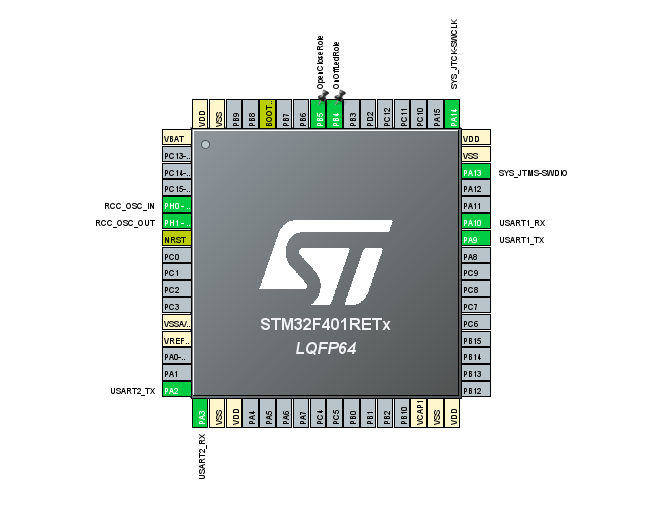 OpenCloseRole
OnOffLedRole
SYS_JTCK-SWCLK
VDD
VSS
PB9
PB8
BOOT...
PB7
PB6
PB5
PB4
PB3
PD2
PC12
PC11
PC10
PA15
PA14
VBAT
PC13-..
PC14-..
PC15-..
RCC_OSC_IN
PH0-..
RCC_OSC_OUT
PH1-..
NRST
PC0
PC1
PC2
PC3
VSSA/..
VREF..
PA0-..
PA1
USART2_TX
PA2
STM32F401RETx
LQFP64
VDD
VSS
PA13
SYS_JTMS-SWDIO
PA12
PA11
PA10
USART1_RX
PA9
USART1_TX
PA8
PC9
PC8
PC7
PC6
PB15
PB14
PB13
PB12
PA3
VSS
VDD
PA4
PA5
PA6
PA7
PC4
PC5
PB0
PB1
PB2
PB10
VCAP1
VSS
VDD
USART2_RX